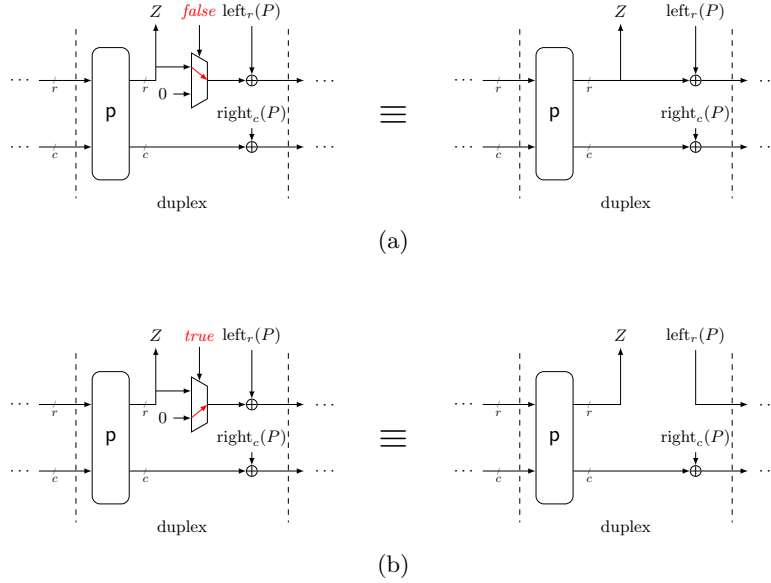 Z false left_r(P) Z left_r(P)
··· r p r 0 ··· ≡ ··· r p r ···
right_c(P) right_c(P)
··· c c ··· ··· c c ···
duplex duplex
(a)
Z true left_r(P) Z left_r(P)
··· r p r 0 ··· ≡ ··· r p r ···
right_c(P) right_c(P)
··· c c ··· ··· c c ···
duplex duplex
(b)